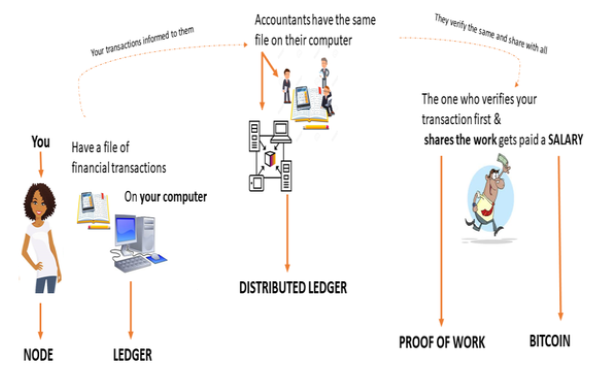 Accountants have the same
file on their computer
Your transactions informed to them
They verify the same and share with all
You
Have a file of
financial transactions
On your computer
The one who verifies your
transaction first &
shares the work gets paid a SALARY
DISTRIBUTED LEDGER
NODE
LEDGER
PROOF OF WORK
BITCOIN